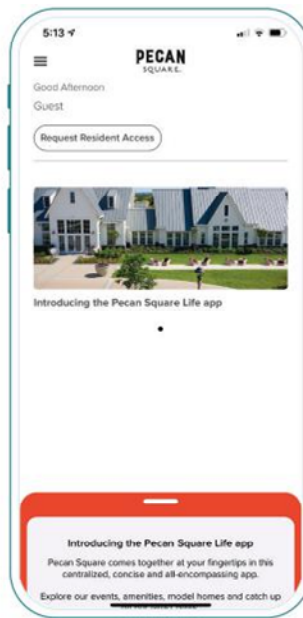 5:13
PECAN
SQUARE.
Good Afternoon
Guest
Request Resident Access
Introducing the Pecan Square Life app
Introducing the Pecan Square Life app
Pecan Square comes together at your fingertips in this
centralized, concise and all-encompassing app.
Explore our events, amenities, model homes and catch up